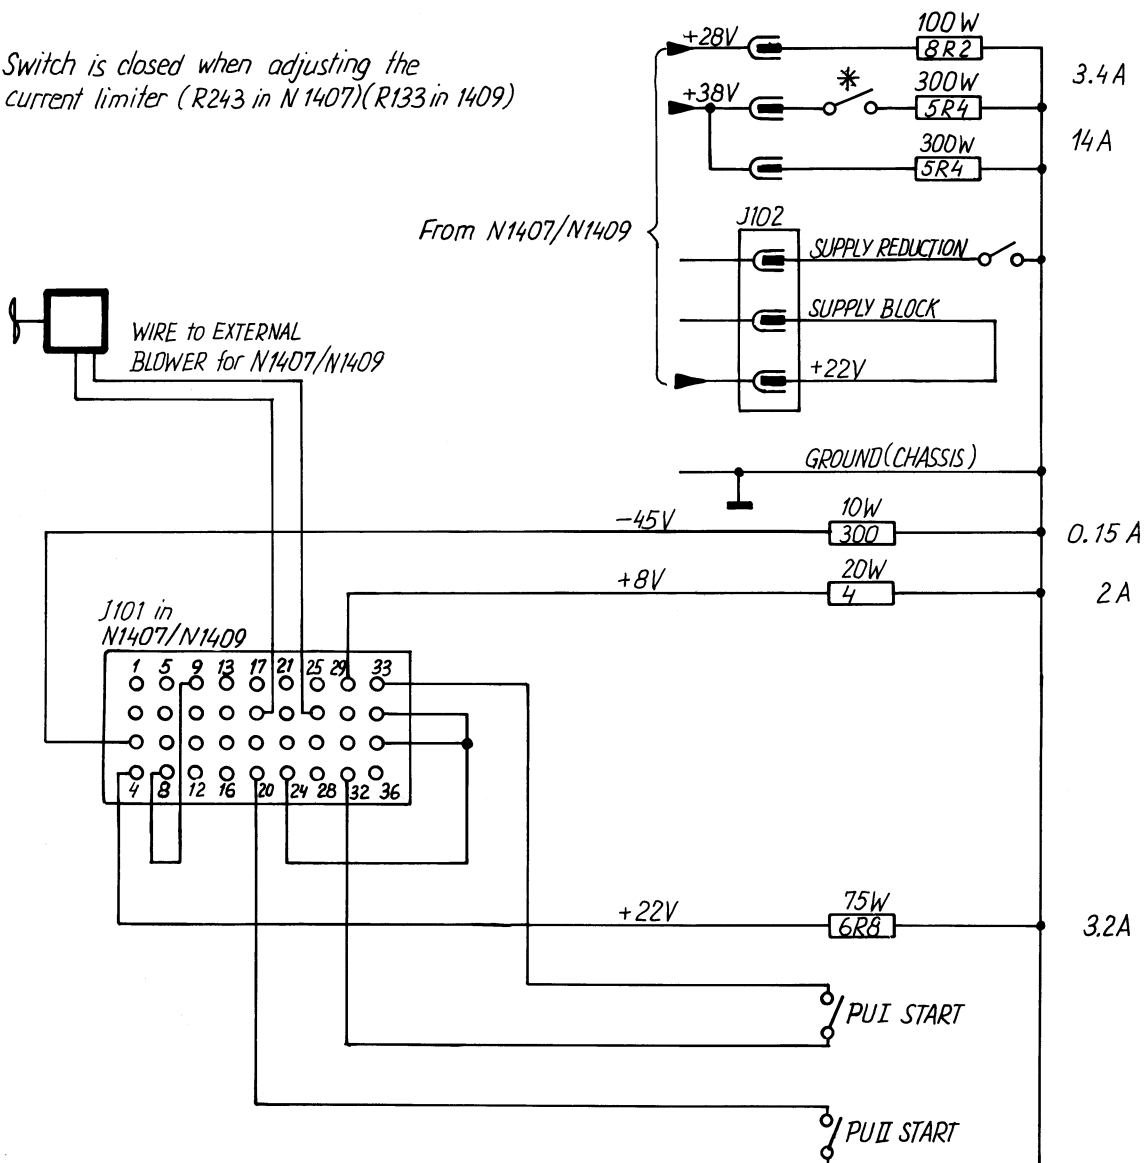 Switch is closed when adjusting the
current limiter (R243 in N 1407)(R133 in 1409)
+28V
100W
8R2
3.4 A
+38V
*
300W
5R4
14 A
300W
5R4
From N1407/N1409
J102
SUPPLY REDUCTION
SUPPLY BLOCK
+22V
WIRE to EXTERNAL
BLOWER for N1407/N1409
GROUND (CHASSIS)
-45V
10W
300
0.15 A
+8V
20W
4
2 A
J101 in
N1407/N1409
1 5 9 13 17 21 25 29 33
4 8 12 16 20 24 28 32 36
+22V
75W
6R8
3.2A
PU I START
PU II START